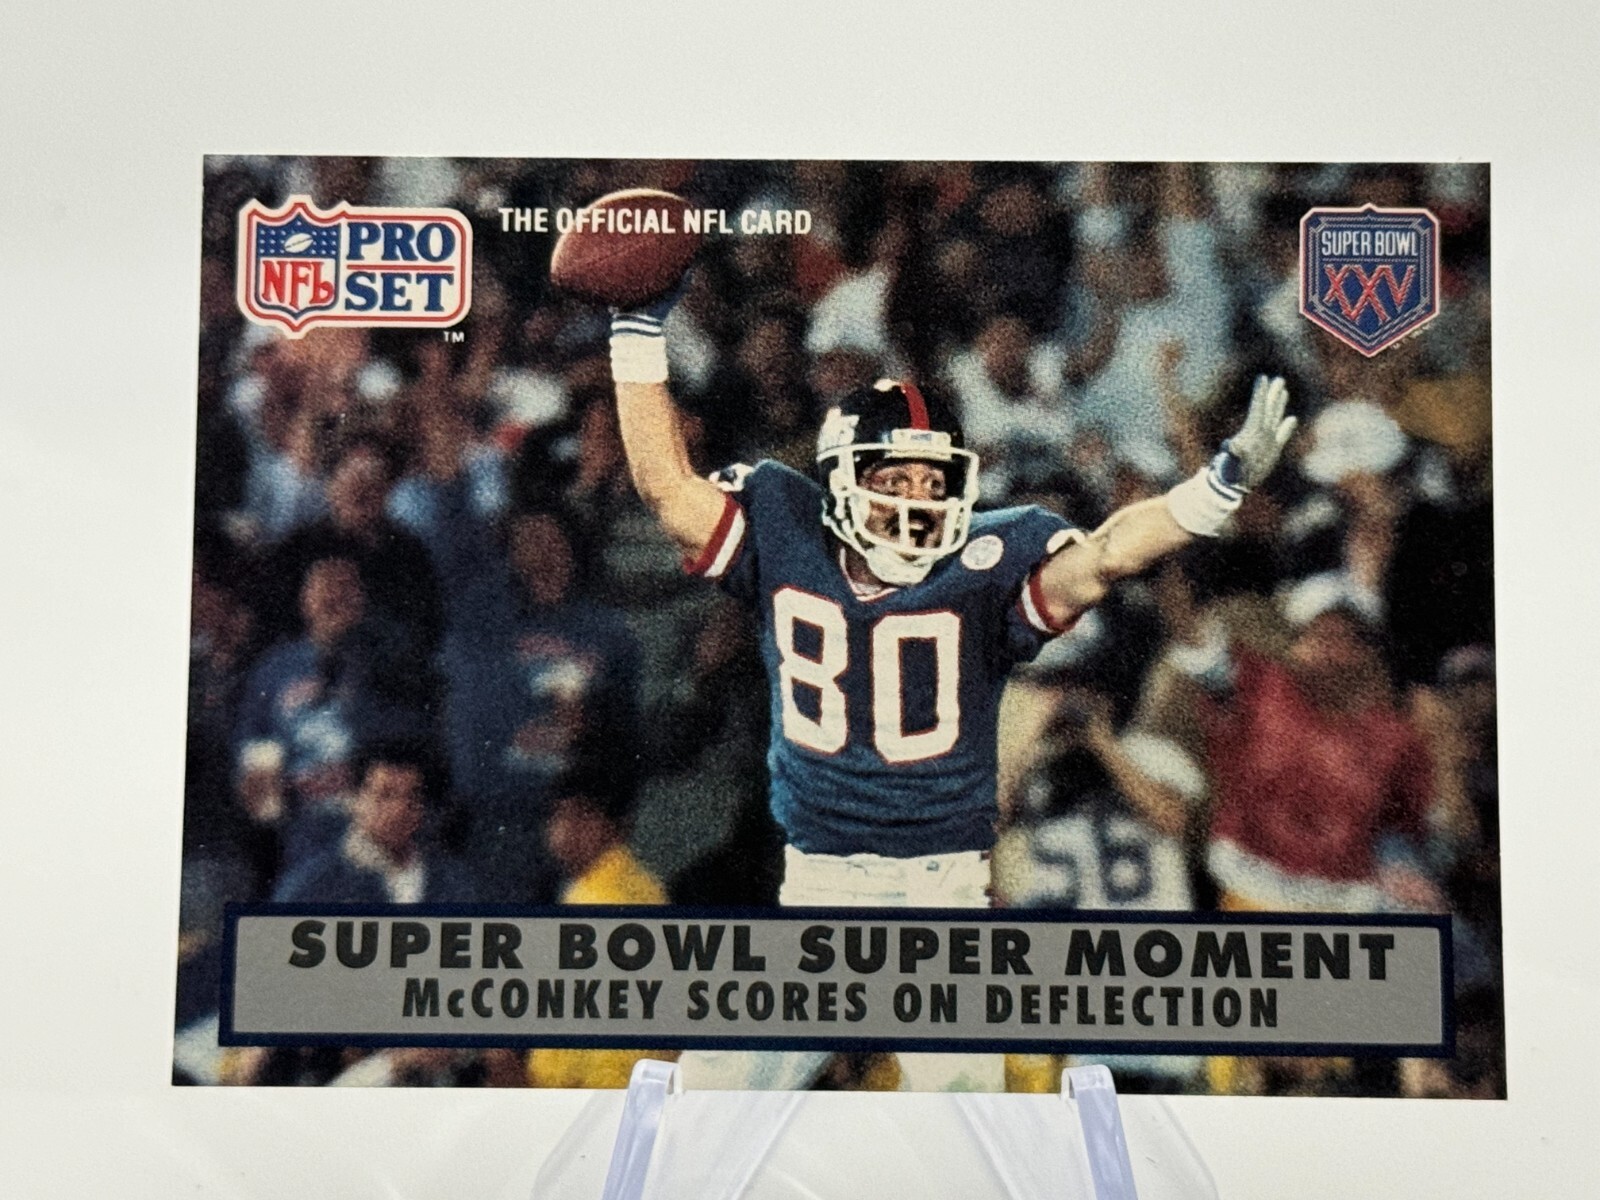 NFL PRO SET
TM
THE OFFICIAL NFL CARD
SUPER BOWL
XXV
80
SUPER BOWL SUPER MOMENT
McCONKEY SCORES ON DEFLECTION